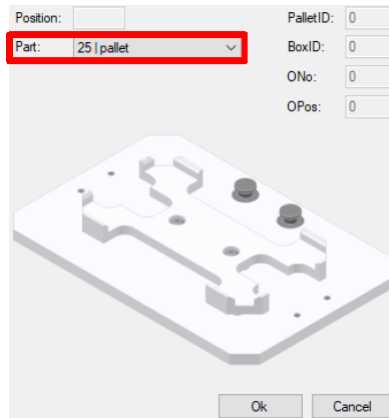 Position: PalletID: 0
Part: 25 | pallet BoxID: 0
ONo: 0
OPos: 0
Ok Cancel